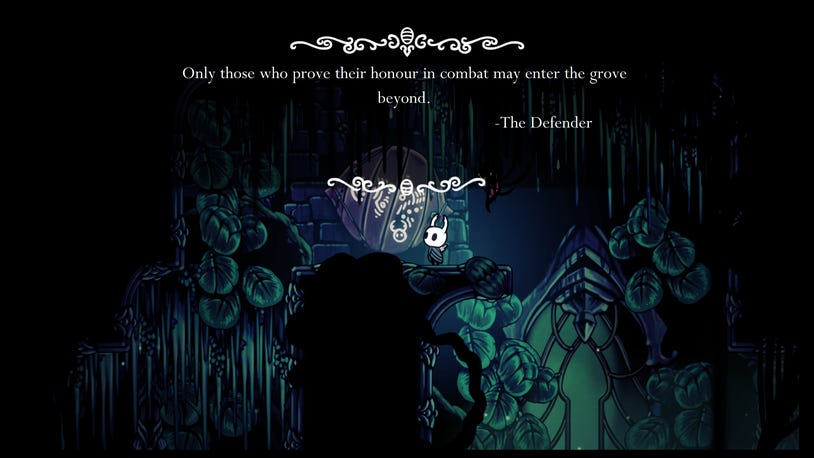 Only those who prove their honour in combat may enter the grove
beyond.
-The Defender